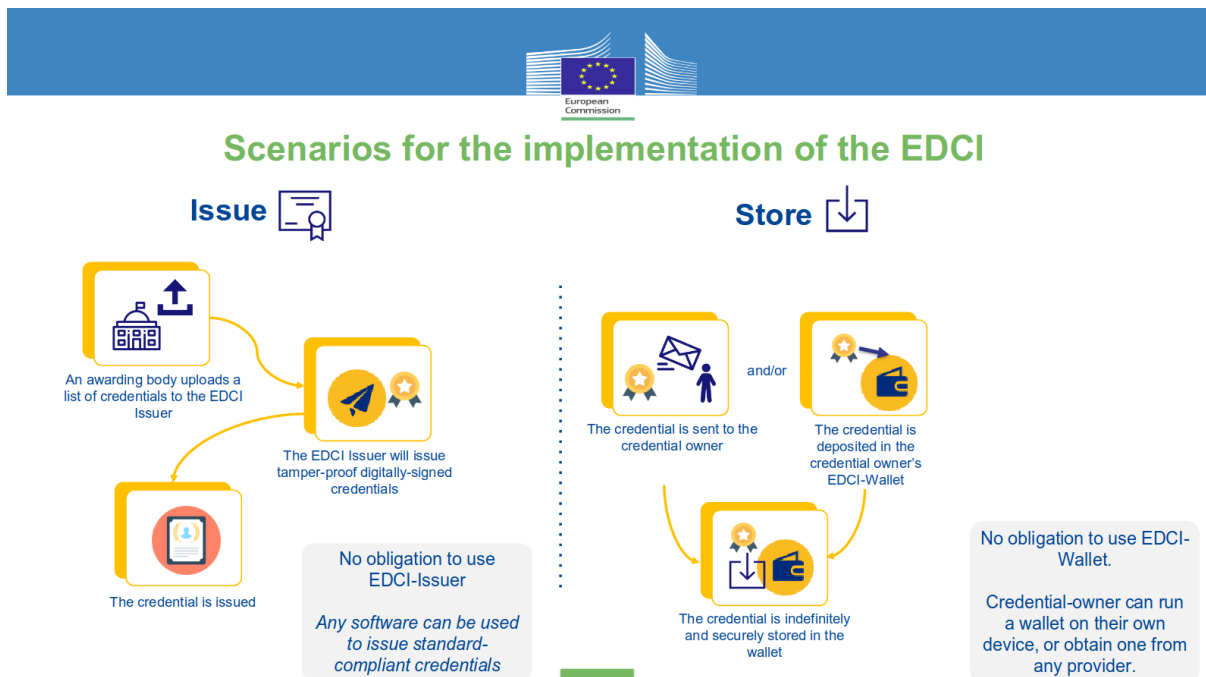 European
Commission
Scenarios for the implementation of the EDCI
Issue
An awarding body uploads a
list of credentials to the EDCI
Issuer
The EDCI Issuer will issue
tamper-proof digitally-signed
credentials
The credential is issued
No obligation to use
EDCI-Issuer
Any software can be used
to issue standard-
compliant credentials
Store
The credential is sent to the
credential owner
and/or
The credential is
deposited in the
credential owner's
EDCI-Wallet
The credential is indefinitely
and securely stored in the
wallet
No obligation to use EDCI-
Wallet.
Credential-owner can run
a wallet on their own
device, or obtain one from
any provider.